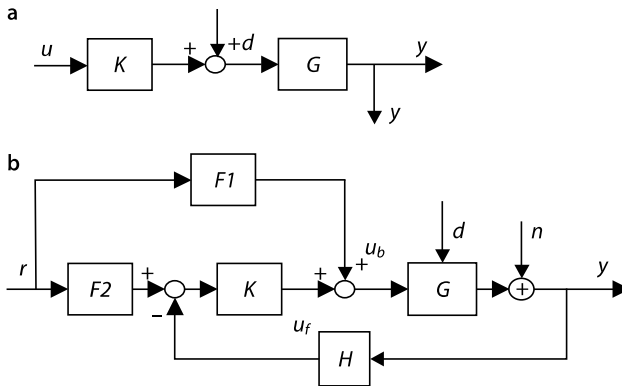 a
u K + +d G y
y
b
F1
d n
r F2 + K + + u_b G + y
−
u_f H